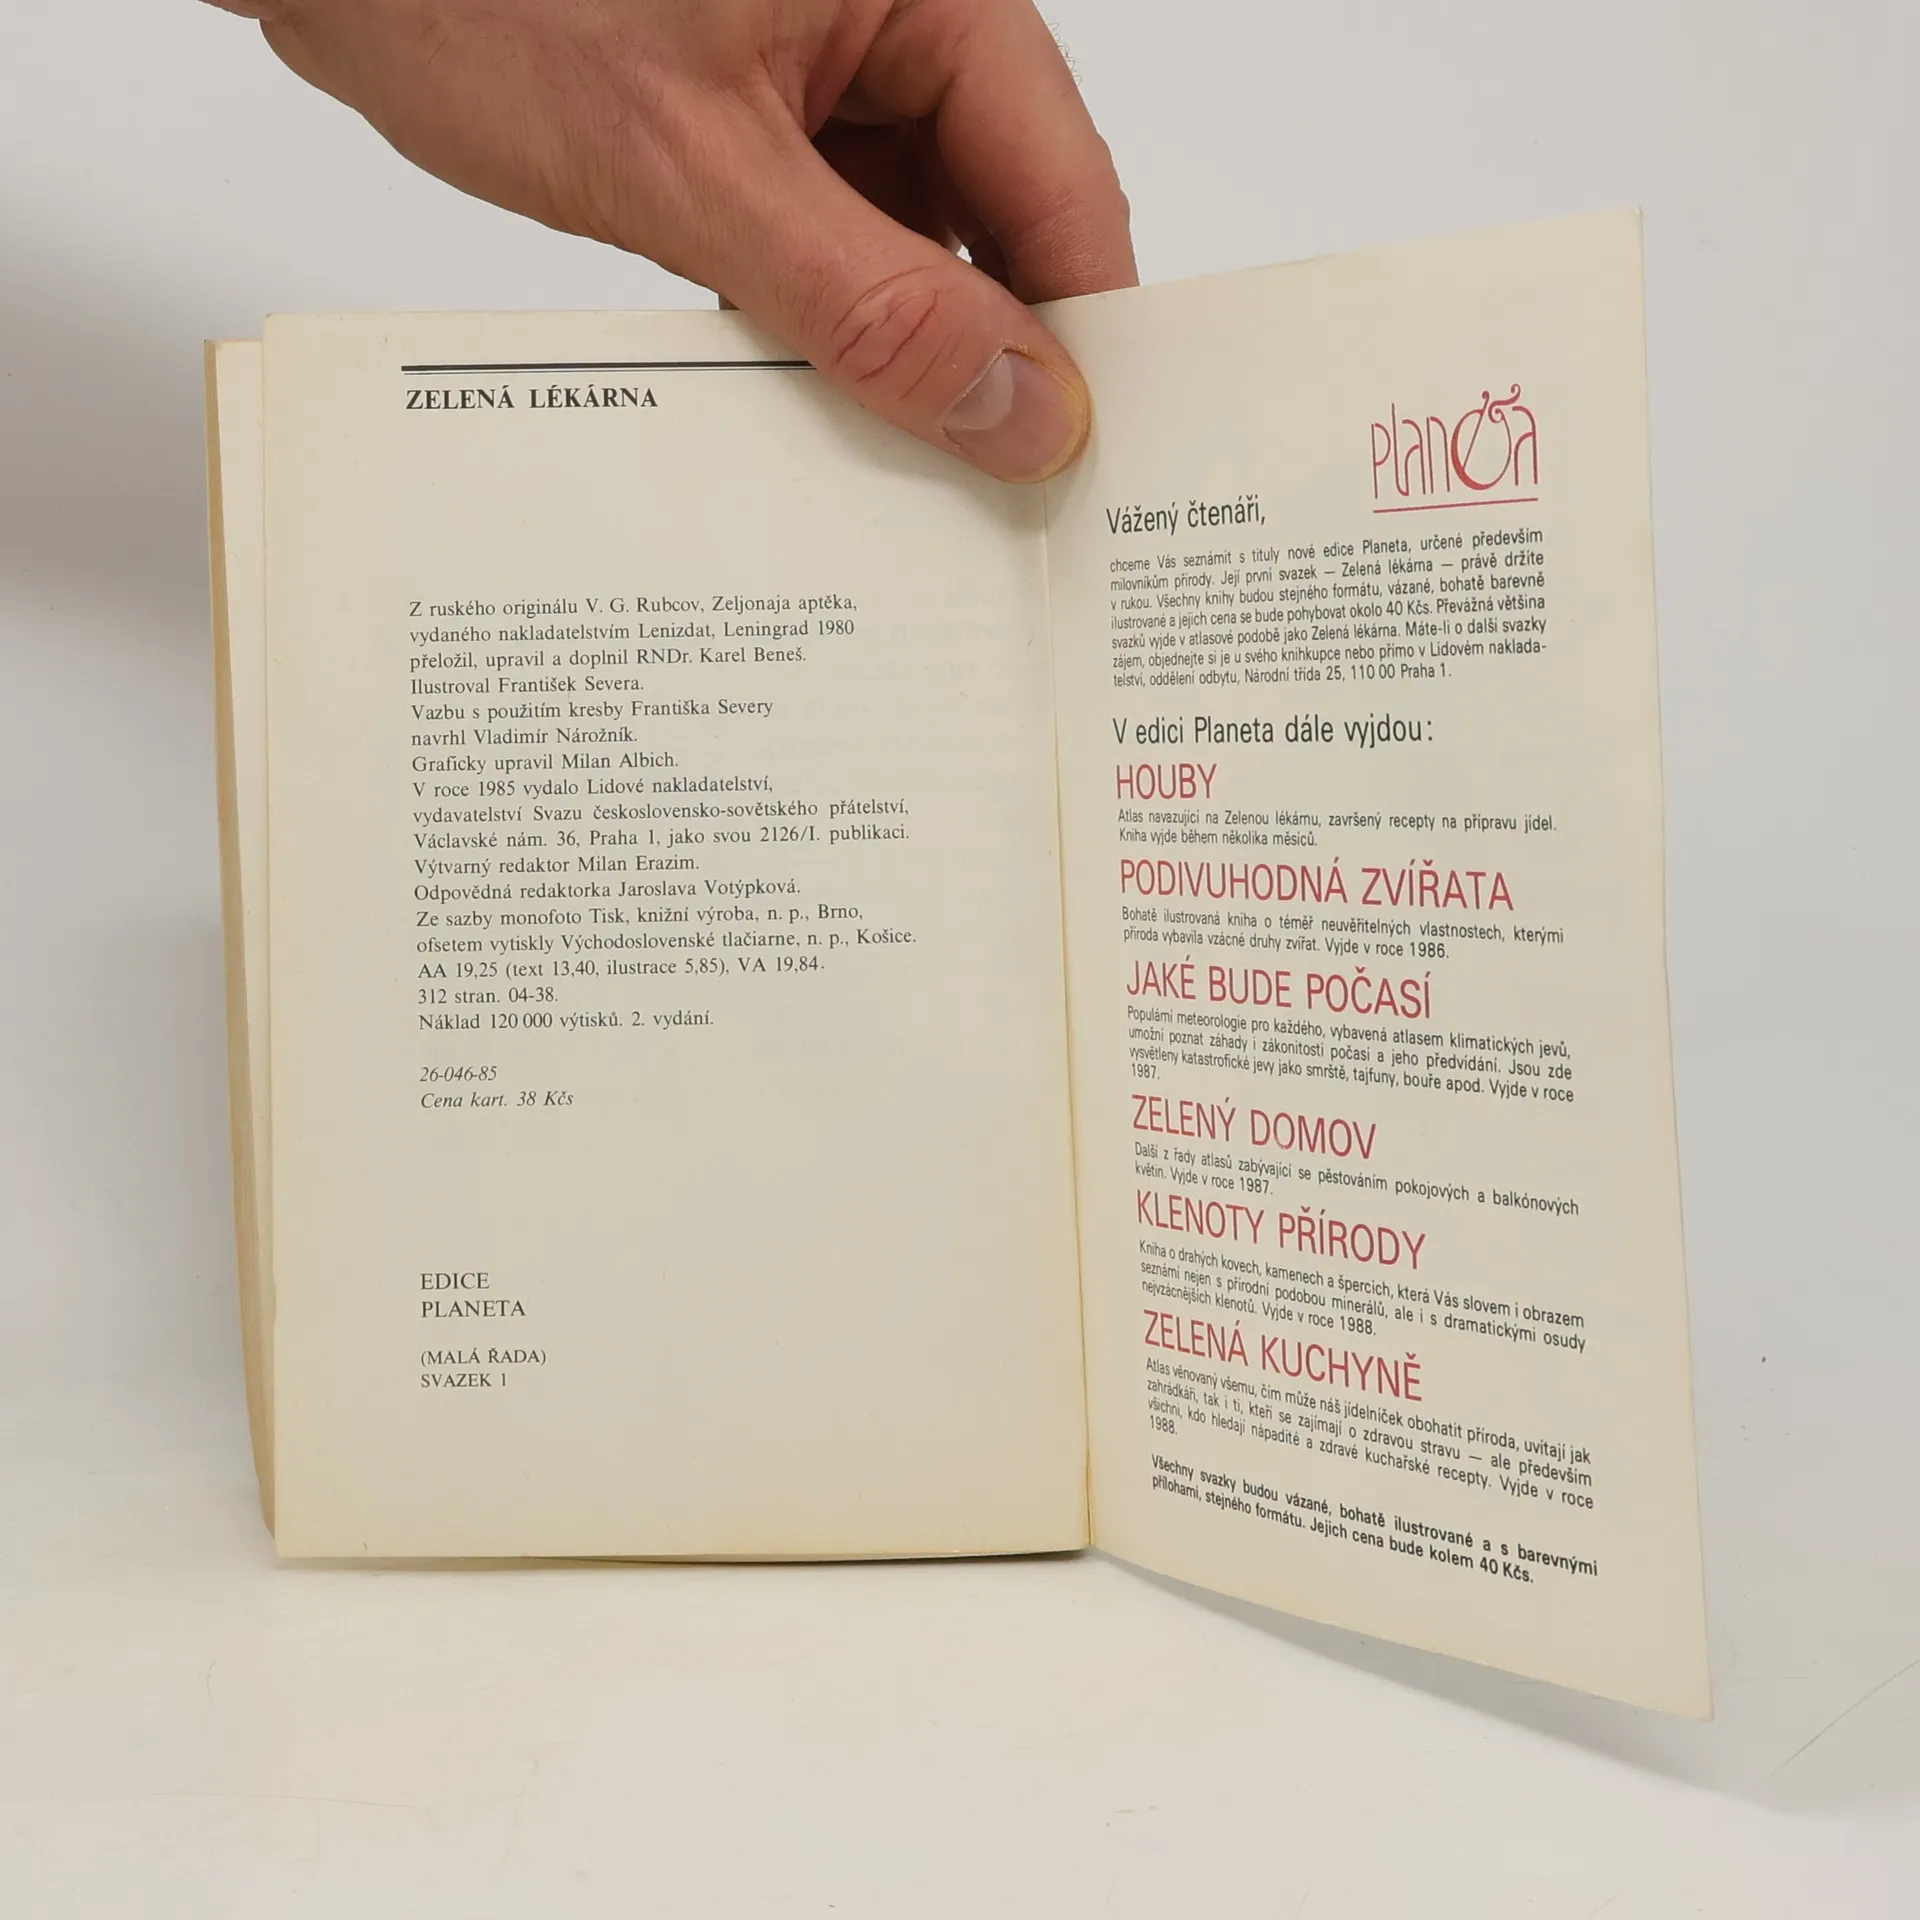 ZELENÁ LÉKÁRNA
Z ruského originálu V. G. Rubcov, Zeljonaja aptěka,
vydaného nakladatelstvím Lenizdat, Leningrad 1980
přeložil, upravil a doplnil RNDr. Karel Beneš.
Ilustroval František Severa.
Vazbu s použitím kresby Františka Severy
navrhl Vladimír Nárožník.
Graficky upravil Milan Albich.
V roce 1985 vydalo Lidové nakladatelství,
vydavatelství Svazu československo-sovětského přátelství,
Václavské nám. 36, Praha 1, jako svou 2126/I. publikaci.
Výtvarný redaktor Milan Erazim.
Odpovědná redaktorka Jaroslava Votýpková.
Ze sazby monofoto Tisk, knižní výroba, n. p., Brno,
ofsetem vytiskly Východoslovenské tlačiarne, n. p., Košice.
AA 19,25 (text 13,40, ilustrace 5,85), VA 19,84.
312 stran. 04-38.
Náklad 120 000 výtisků. 2. vydání.
26-046-85
Cena kart. 38 Kčs
EDICE
PLANETA
(MALÁ ŘADA)
SVAZEK 1
planeta
Vážený čtenáři,
chceme Vás seznámit s tituly nové edice Planeta, určené především
milovníkům přírody. Její první svazek — Zelená lékárna — právě držíte
v rukou. Všechny knihy budou stejného formátu, vázané, bohatě barevně
ilustrované a jejich cena se bude pohybovat okolo 40 Kčs. Převážná většina
svazků vyjde v atlasové podobě jako Zelená lékárna. Máte-li o další svazky
zájem, objednejte si je u svého knihkupce nebo přímo v Lidovém naklada-
telství, oddělení odbytu, Národní třída 25, 110 00 Praha 1.
V edici Planeta dále vyjdou:
HOUBY
Atlas navazující na Zelenou lékárnu, završený recepty na přípravu jídel.
Kniha vyjde během několika měsíců.
PODIVUHODNÁ ZVÍŘATA
Bohatě ilustrovaná kniha o téměř neuvěřitelných vlastnostech, kterými
příroda vybavila vzácné druhy zvířat. Vyjde v roce 1986.
JAKÉ BUDE POČASÍ
Populární meteorologie pro každého, vybavená atlasem klimatických jevů,
umožní poznat záhady i zákonitosti počasí a jeho předvídání. Jsou zde
vysvětleny katastrofické jevy jako smrště, tajfuny, bouře apod. Vyjde v roce
1987.
ZELENÝ DOMOV
Další z řady atlasů zabývající se pěstováním pokojových a balkónových
květin. Vyjde v roce 1987.
KLENOTY PŘÍRODY
Kniha o drahých kovech, kamenech a špercích, která Vás slovem i obrazem
seznámí nejen s přírodní podobou minerálů, ale i s dramatickými osudy
nejvzácnějších klenotů. Vyjde v roce 1988.
ZELENÁ KUCHYNĚ
Atlas věnovaný všemu, čím může náš jídelníček obohatit příroda, uvítají jak
zahrádkáři, tak i ti, kteří se zajímají o zdravou stravu — ale především
všichni, kdo hledají nápadité a zdravé kuchařské recepty. Vyjde v roce
1988.
Všechny svazky budou vázané, bohatě ilustrované a s barevnými
přílohami, stejného formátu. Jejich cena bude kolem 40 Kčs.